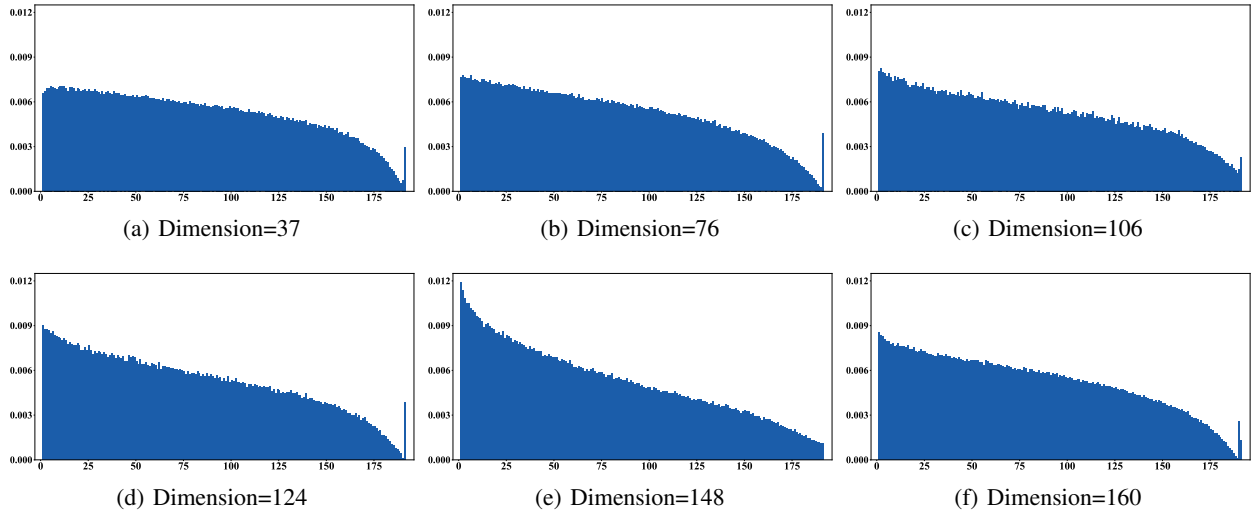 0.012
0.009
0.006
0.003
0.000
0 25 50 75 100 125 150 175
(a) Dimension=37
0.012
0.009
0.006
0.003
0.000
0 25 50 75 100 125 150 175
(b) Dimension=76
0.012
0.009
0.006
0.003
0.000
0 25 50 75 100 125 150 175
(c) Dimension=106
0.012
0.009
0.006
0.003
0.000
0 25 50 75 100 125 150 175
(d) Dimension=124
0.012
0.009
0.006
0.003
0.000
0 25 50 75 100 125 150 175
(e) Dimension=148
0.012
0.009
0.006
0.003
0.000
0 25 50 75 100 125 150 175
(f) Dimension=160